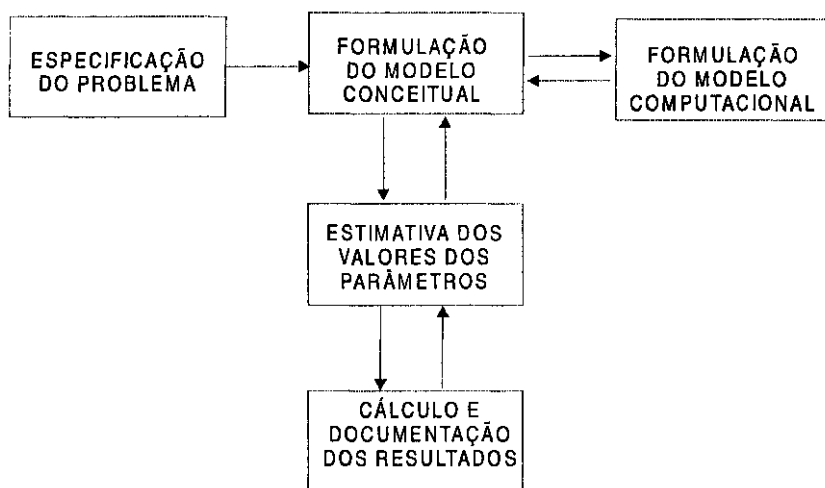 ESPECIFICAÇÃO
DO PROBLEMA
FORMULAÇÃO
DO MODELO
CONCEITUAL
FORMULAÇÃO
DO MODELO
COMPUTACIONAL
ESTIMATIVA DOS
VALORES DOS
PARÂMETROS
CÁLCULO E
DOCUMENTAÇÃO
DOS RESULTADOS